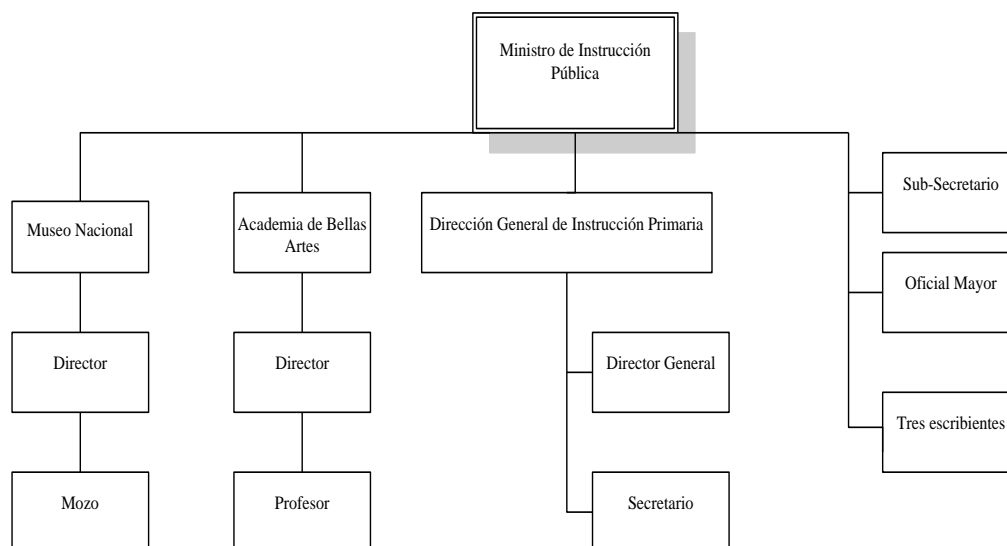 Ministro de Instrucción
Pública
Museo Nacional
Academia de Bellas
Artes
Dirección General de Instrucción Primaria
Sub-Secretario
Oficial Mayor
Director
Director
Director General
Tres escribientes
Mozo
Profesor
Secretario